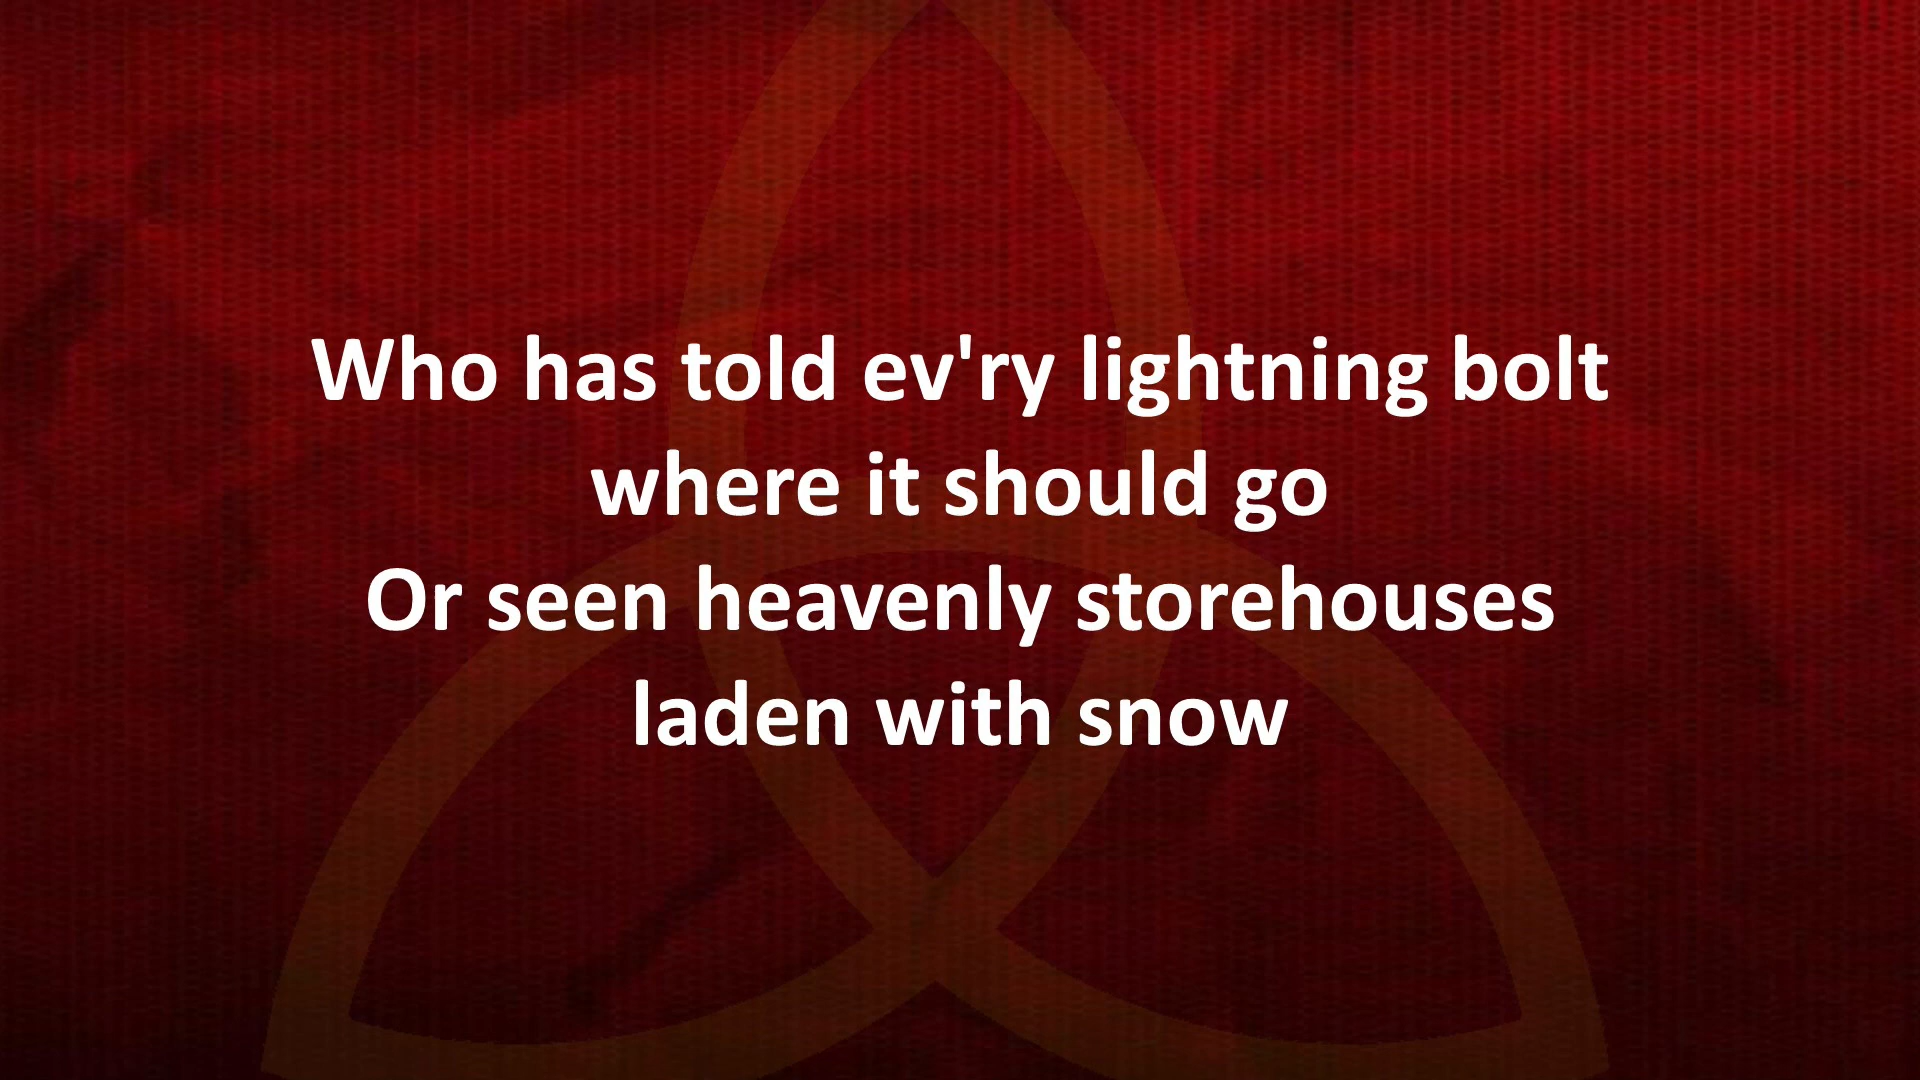 Who has told ev'ry lightning bolt
where it should go
Or seen heavenly storehouses
laden with snow